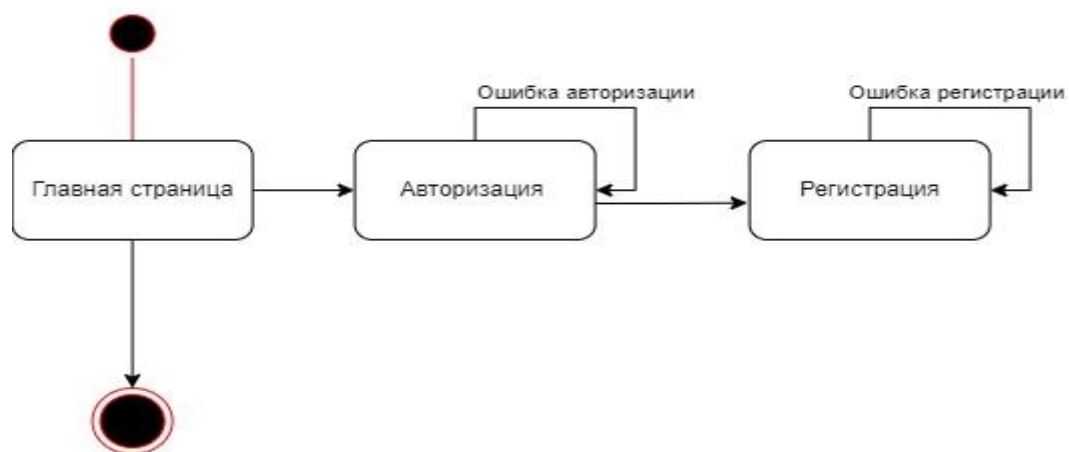 Ошибка авторизации
Ошибка регистрации
Главная страница
Авторизация
Регистрация